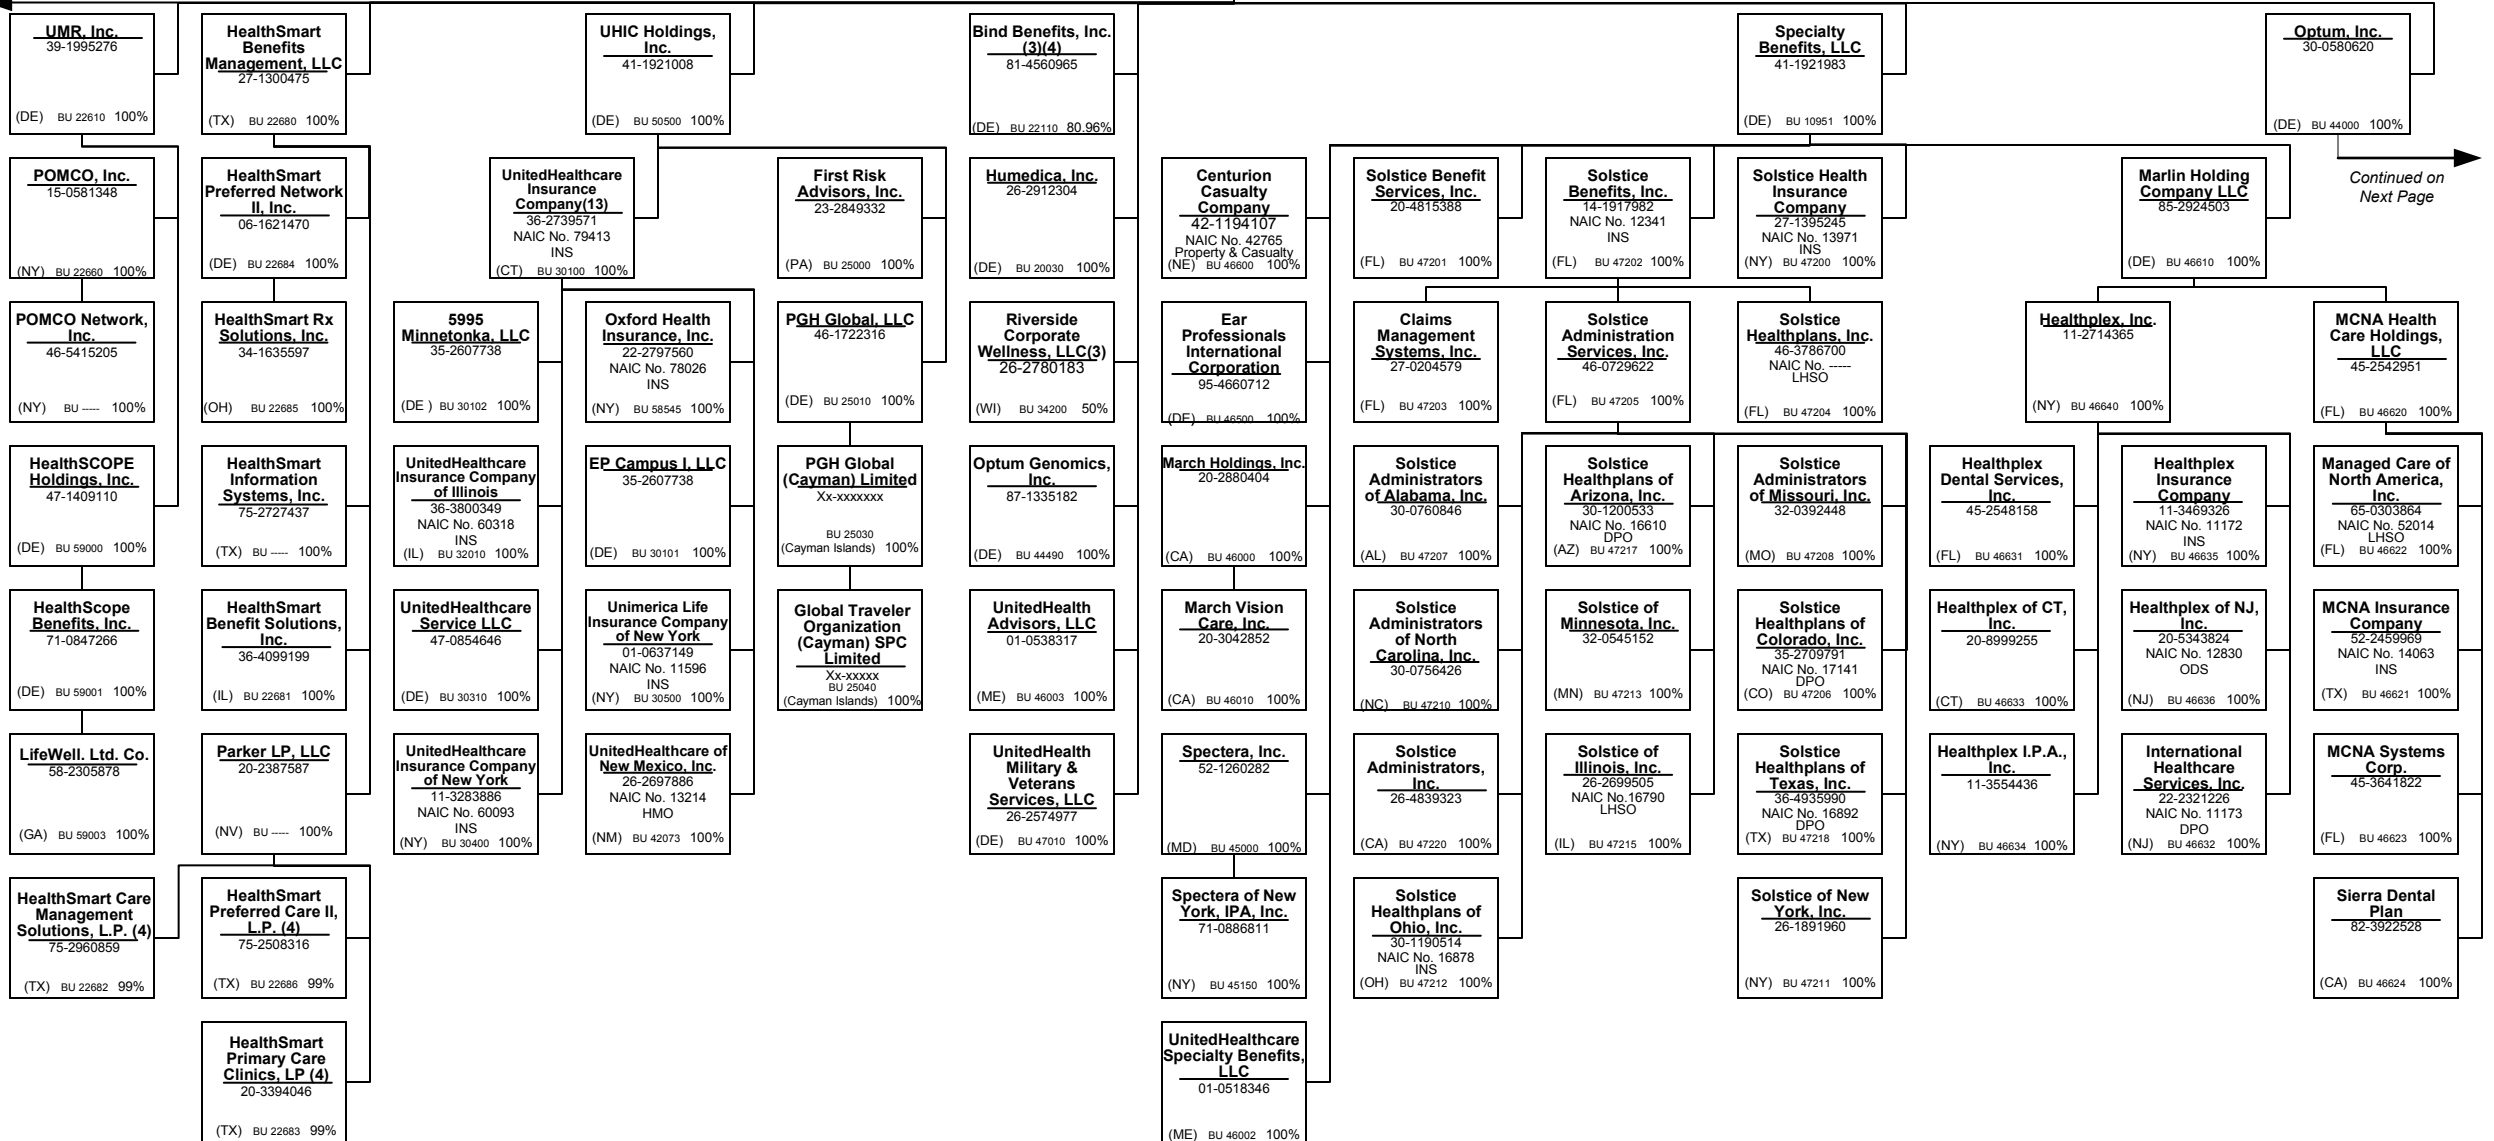 UMR, Inc.
39-1995276
(DE) BU 22610 100%
HealthSmart
Benefits
Management, LLC
27-1300475
(TX) BU 22680 100%
UHIC Holdings,
Inc.
41-1921008
(DE) BU 50500 100%
Bind Benefits, Inc.
(3)(4)
81-4560965
(DE) BU 22110 80.96%
Specialty
Benefits, LLC
41-1921983
(DE) BU 10951 100%
Optum, Inc.
30-0580620
(DE) BU 44000 100%
Continued on
Next Page
POMCO, Inc.
15-0581348
(NY) BU 22660 100%
HealthSmart
Preferred Network
II, Inc.
06-1621470
(DE) BU 22684 100%
UnitedHealthcare
Insurance
Company(13)
36-2739571
NAIC No. 79413
INS
(CT) BU 30100 100%
First Risk
Advisors, Inc.
23-2849332
(PA) BU 25000 100%
Humedica, Inc.
26-2912304
(DE) BU 20030 100%
Centurion
Casualty
Company
42-1194107
NAIC No. 42765
Property & Casualty
(NE) BU 46600 100%
Solstice Benefit
Services, Inc.
20-4815388
(FL) BU 47201 100%
Solstice
Benefits, Inc.
14-1917982
NAIC No. 12341
INS
(FL) BU 47202 100%
Solstice Health
Insurance
Company
27-1395245
NAIC No. 13971
INS
(NY) BU 47200 100%
Marlin Holding
Company LLC
85-2924503
(DE) BU 46610 100%
POMCO Network,
Inc.
46-5415205
(NY) BU ----- 100%
HealthSmart Rx
Solutions, Inc.
34-1635597
(OH) BU 22685 100%
5995
Minnetonka, LLC
35-2607738
(DE ) BU 30102 100%
Oxford Health
Insurance, Inc.
22-2797560
NAIC No. 78026
INS
(NY) BU 58545 100%
PGH Global, LLC
46-1722316
(DE) BU 25010 100%
Riverside
Corporate
Wellness, LLC(3)
26-2780183
(WI) BU 34200 50%
Ear
Professionals
International
Corporation
95-4660712
(DE) BU 46500 100%
Claims
Management
Systems, Inc.
27-0204579
(FL) BU 47203 100%
Solstice
Administration
Services, Inc.
46-0729622
(FL) BU 47205 100%
Solstice
Healthplans, Inc.
46-3786700
NAIC No. -----
LHSO
(FL) BU 47204 100%
Healthplex, Inc.
11-2714365
(NY) BU 46640 100%
MCNA Health
Care Holdings,
LLC
45-2542951
(FL) BU 46620 100%
HealthSCOPE
Holdings, Inc.
47-1409110
(DE) BU 59000 100%
HealthSmart
Information
Systems, Inc.
75-2727437
(TX) BU ----- 100%
UnitedHealthcare
Insurance Company
of Illinois
36-3800349
NAIC No. 60318
INS
(IL) BU 32010 100%
EP Campus I, LLC
35-2607738
(DE) BU 30101 100%
PGH Global
(Cayman) Limited
Xx-xxxxxxx
BU 25030
(Cayman Islands) 100%
Optum Genomics,
Inc.
87-1335182
(DE) BU 44490 100%
March Holdings, Inc.
20-2880404
(CA) BU 46000 100%
Solstice
Administrators
of Alabama, Inc.
30-0760846
(AL) BU 47207 100%
Solstice
Healthplans of
Arizona, Inc.
30-1200533
NAIC No. 16610
DPO
(AZ) BU 47217 100%
Solstice
Administrators
of Missouri, Inc.
32-0392448
(MO) BU 47208 100%
Healthplex
Dental Services,
Inc.
45-2548158
(FL) BU 46631 100%
Healthplex
Insurance
Company
11-3469326
NAIC No. 11172
INS
(NY) BU 46635 100%
Managed Care of
North America,
Inc.
65-0303864
NAIC No. 52014
LHSO
(FL) BU 46622 100%
HealthScope
Benefits, Inc.
71-0847266
(DE) BU 59001 100%
HealthSmart
Benefit Solutions,
Inc.
36-4099199
(IL) BU 22681 100%
UnitedHealthcare
Service LLC
47-0854646
(DE) BU 30310 100%
Unimerica Life
Insurance Company
of New York
01-0637149
NAIC No. 11596
INS
(NY) BU 30500 100%
Global Traveler
Organization
(Cayman) SPC
Limited
Xx-xxxxx
BU 25040
(Cayman Islands) 100%
UnitedHealth
Advisors, LLC
01-0538317
(ME) BU 46003 100%
March Vision
Care, Inc.
20-3042852
(CA) BU 46010 100%
Solstice
Administrators
of North
Carolina, Inc.
30-0756426
(NC) BU 47210 100%
Solstice of
Minnesota, Inc.
32-0545152
(MN) BU 47213 100%
Solstice
Healthplans of
Colorado, Inc.
35-2709791
NAIC No. 17141
DPO
(CO) BU 47206 100%
Healthplex of CT,
Inc.
20-8999255
(CT) BU 46633 100%
Healthplex of NJ,
Inc.
20-5343824
NAIC No. 12830
ODS
(NJ) BU 46636 100%
MCNA Insurance
Company
52-2459969
NAIC No. 14063
INS
(TX) BU 46621 100%
LifeWell. Ltd. Co.
58-2305878
(GA) BU 59003 100%
Parker LP, LLC
20-2387587
(NV) BU ----- 100%
UnitedHealthcare
Insurance Company
of New York
11-3283886
NAIC No. 60093
INS
(NY) BU 30400 100%
UnitedHealthcare of
New Mexico, Inc.
26-2697886
NAIC No. 13214
HMO
(NM) BU 42073 100%
UnitedHealth
Military &
Veterans
Services, LLC
26-2574977
(DE) BU 47010 100%
Spectera, Inc.
52-1260282
(MD) BU 45000 100%
Solstice
Administrators,
Inc.
26-4839323
(CA) BU 47220 100%
Solstice of
Illinois, Inc.
26-2699505
NAIC No.16790
LHSO
(IL) BU 47215 100%
Solstice
Healthplans of
Texas, Inc.
36-4935990
NAIC No. 16892
DPO
(TX) BU 47218 100%
Healthplex I.P.A.,
Inc.
11-3554436
(NY) BU 46634 100%
International
Healthcare
Services, Inc.
22-2321226
NAIC No. 11173
DPO
(NJ) BU 46632 100%
MCNA Systems
Corp.
45-3641822
(FL) BU 46623 100%
HealthSmart Care
Management
Solutions, L.P. (4)
75-2960859
(TX) BU 22682 99%
HealthSmart
Preferred Care II,
L.P. (4)
75-2508316
(TX) BU 22686 99%
Spectera of New
York, IPA, Inc.
71-0886811
(NY) BU 45150 100%
Solstice
Healthplans of
Ohio, Inc.
30-1190514
NAIC No. 16878
INS
(OH) BU 47212 100%
Solstice of New
York, Inc.
26-1891960
(NY) BU 47211 100%
Sierra Dental
Plan
82-3922528
(CA) BU 46624 100%
HealthSmart
Primary Care
Clinics, LP (4)
20-3394046
(TX) BU 22683 99%
UnitedHealthcare
Specialty Benefits,
LLC
01-0518346
(ME) BU 46002 100%